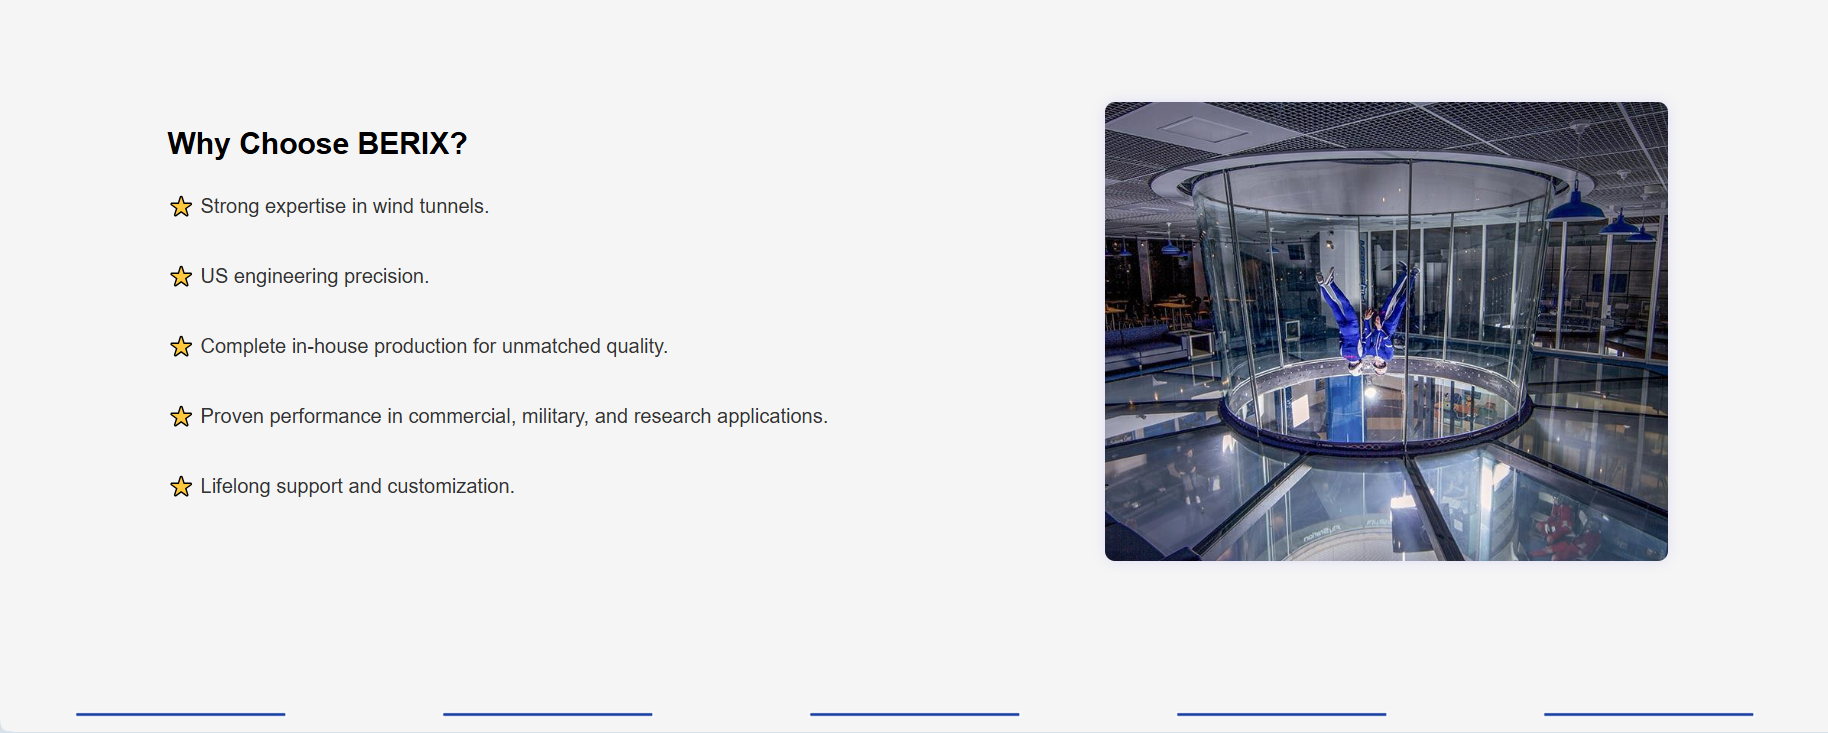 Why Choose BERIX?
Strong expertise in wind tunnels.
US engineering precision.
Complete in-house production for unmatched quality.
Proven performance in commercial, military, and research applications.
Lifelong support and customization.